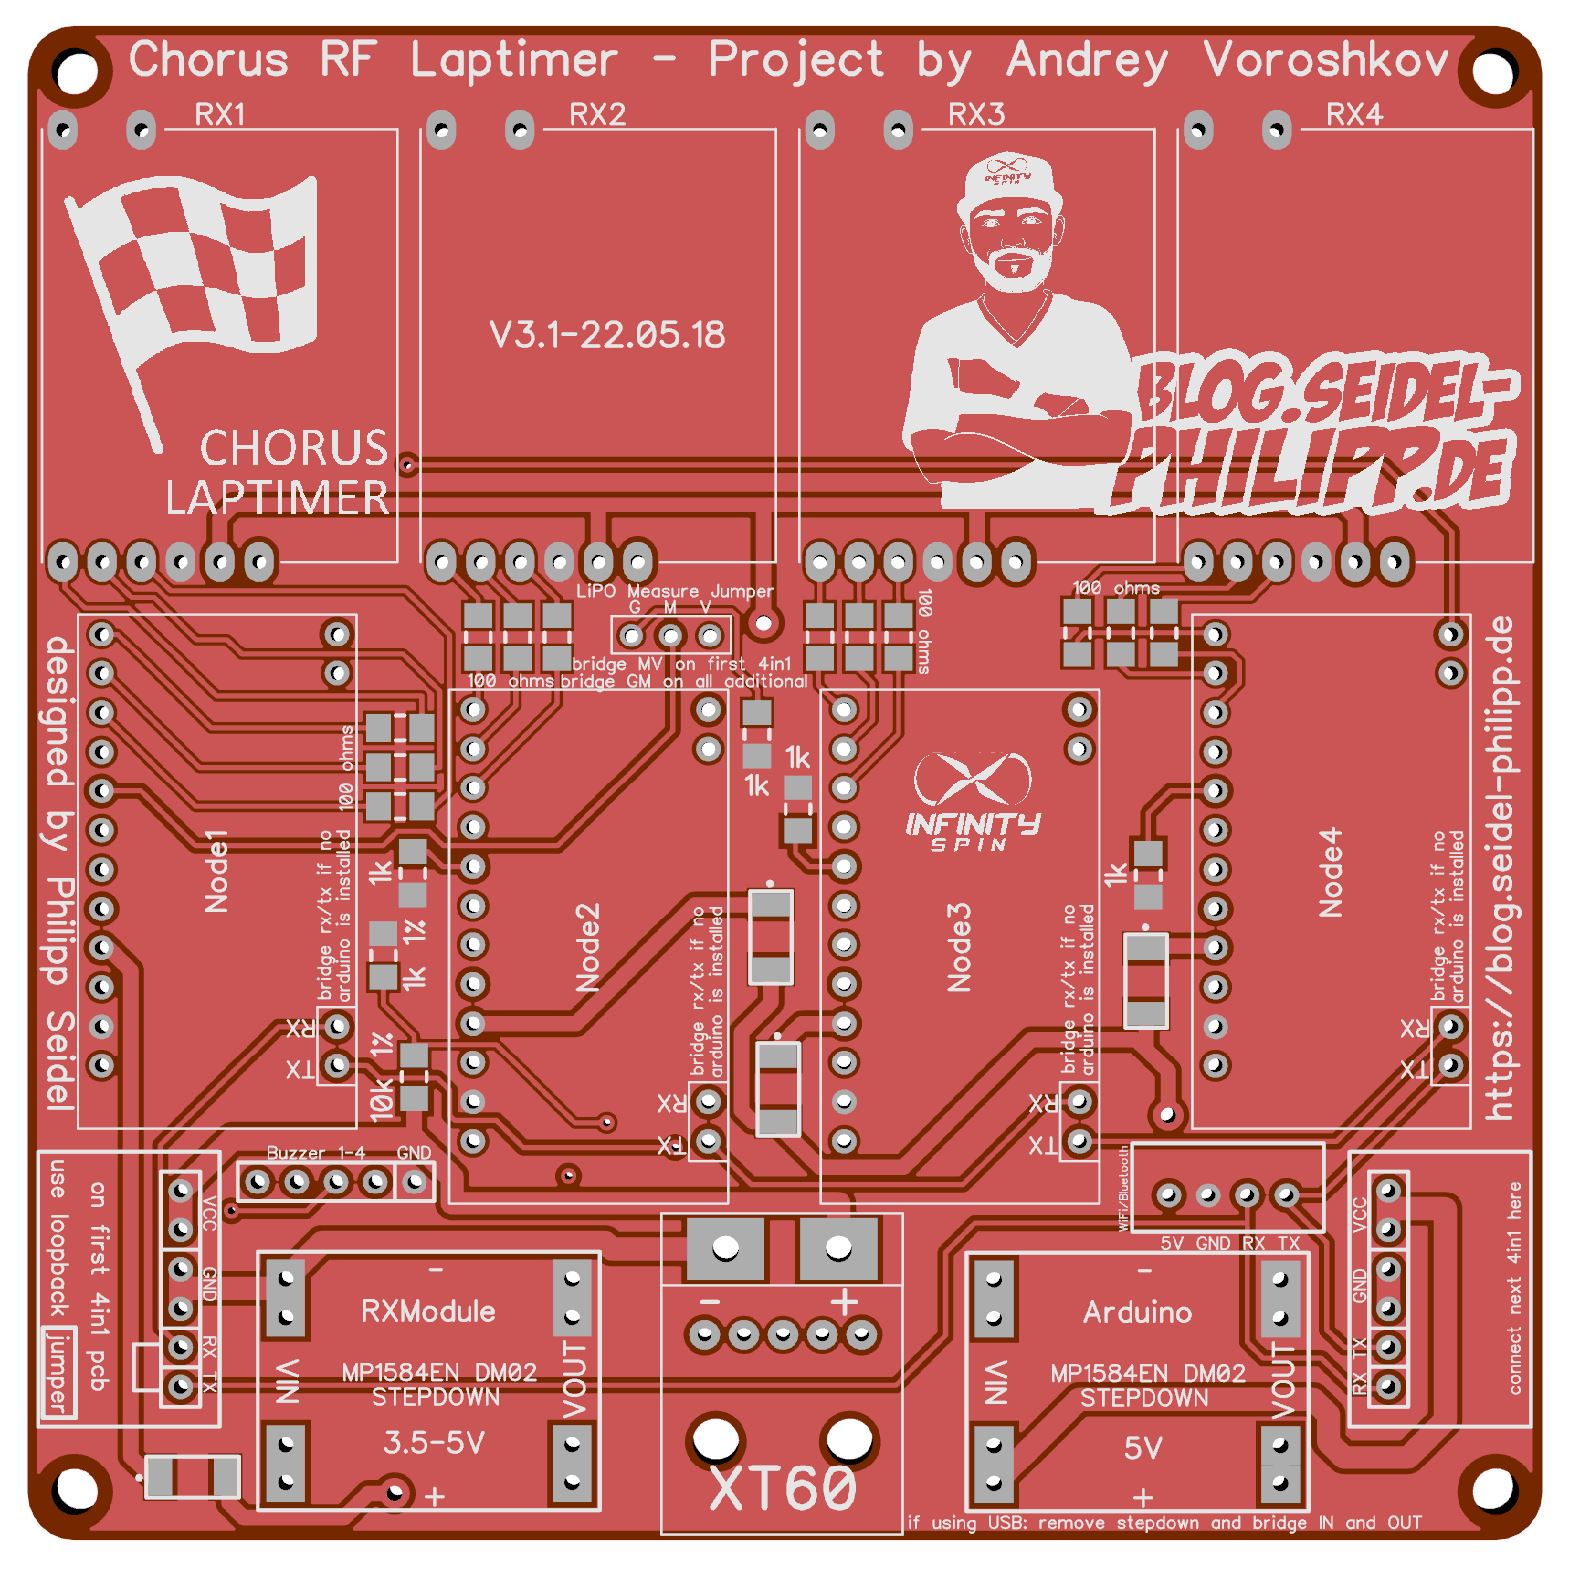 Chorus RF Laptimer - Project by Andrey Voroshkov
RX1
RX2
RX3
RX4
INFINITY
SPIN
V3.1-22.05.18
BLOG.SEIDEL-
PHILIPP.DE
CHORUS
LAPTIMER
LiPO Measure Jumper
G M V
bridge MV on first 4in1
bridge GM on all additional
100 ohms
100 ohms
100 ohms
100 ohms
designed by Philipp Seidel
https://blog.seidel-philipp.de
Node1
bridge rx/tx if no
arduino is installed
RX
TX
1k
1%
1k
1%
10k
Node2
bridge rx/tx if no
arduino is installed
RX
TX
1k
1k
INFINITY
SPIN
Node3
bridge rx/tx if no
arduino is installed
RX
TX
1k
Node4
bridge rx/tx if no
arduino is installed
RX
TX
Buzzer 1-4 GND
use loopback jumper
on first 4in1 pcb
VCC
GND
RX TX
-
RXModule
VIN
MP1584EN DM02
STEPDOWN
VOUT
3.5-5V
+
- +
XT60
WiFi/Bluetooth
5V GND RX TX
-
Arduino
VIN
MP1584EN DM02
STEPDOWN
VOUT
5V
+
VCC
GND
RX TX
connect next 4in1 here
if using USB: remove stepdown and bridge IN and OUT